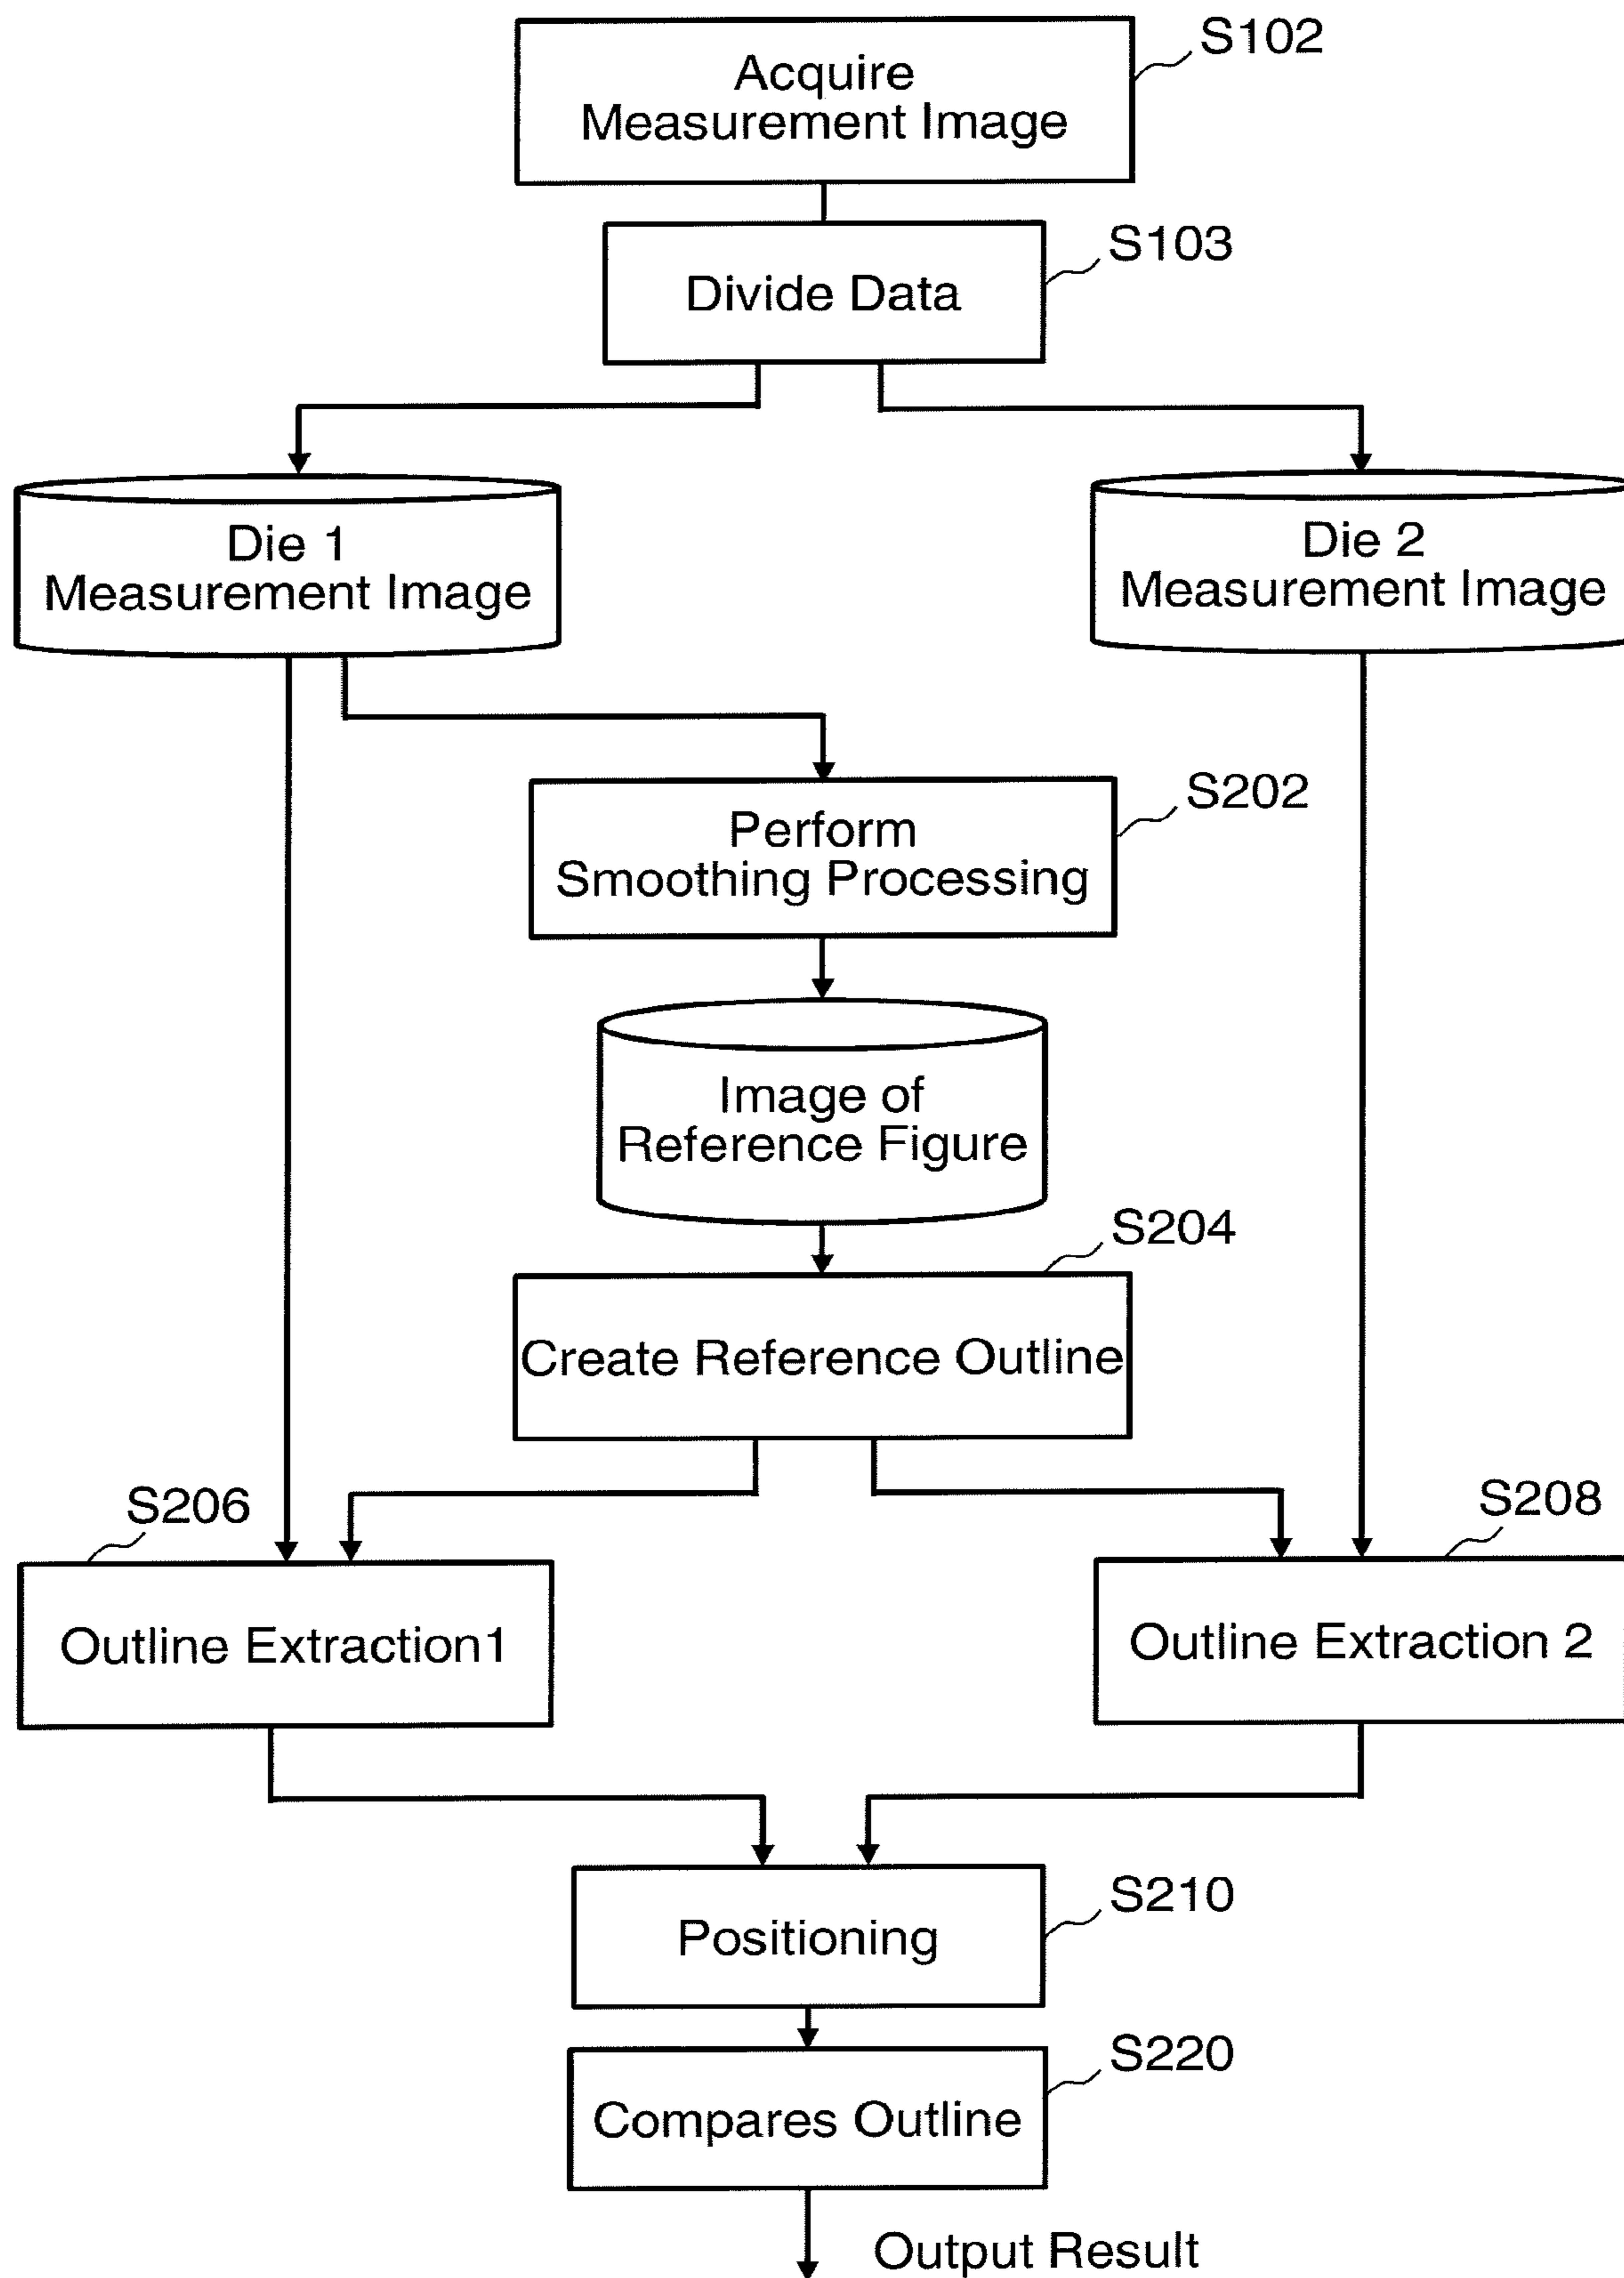 S102
Acquire
Measurement Image
S103
Divide Data
Die 1
Measurement Image
Die 2
Measurement Image
S202
Perform
Smoothing Processing
Image of
Reference Figure
S204
Create Reference Outline
S206
S208
Outline Extraction1
Outline Extraction 2
S210
Positioning
S220
Compares Outline
Output Result